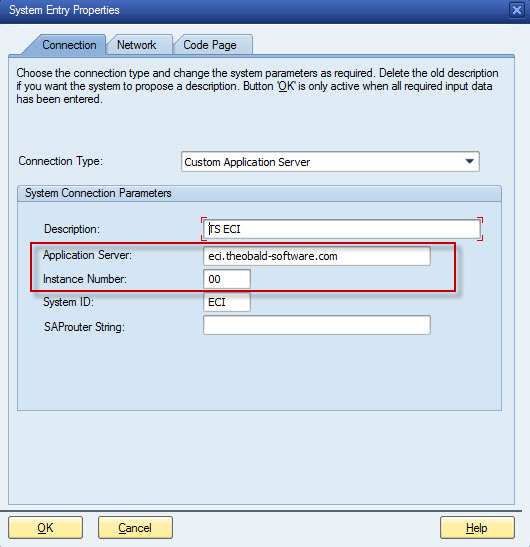 System Entry Properties
Connection Network Code Page
Choose the connection type and change the system parameters as required. Delete the old description
if you want the system to propose a description. Button 'OK' is only active when all required input data
has been entered.
Connection Type: Custom Application Server
System Connection Parameters
Description: TS ECI
Application Server: eci.theobald-software.com
Instance Number: 00
System ID: ECI
SAProuter String:
OK Cancel Help